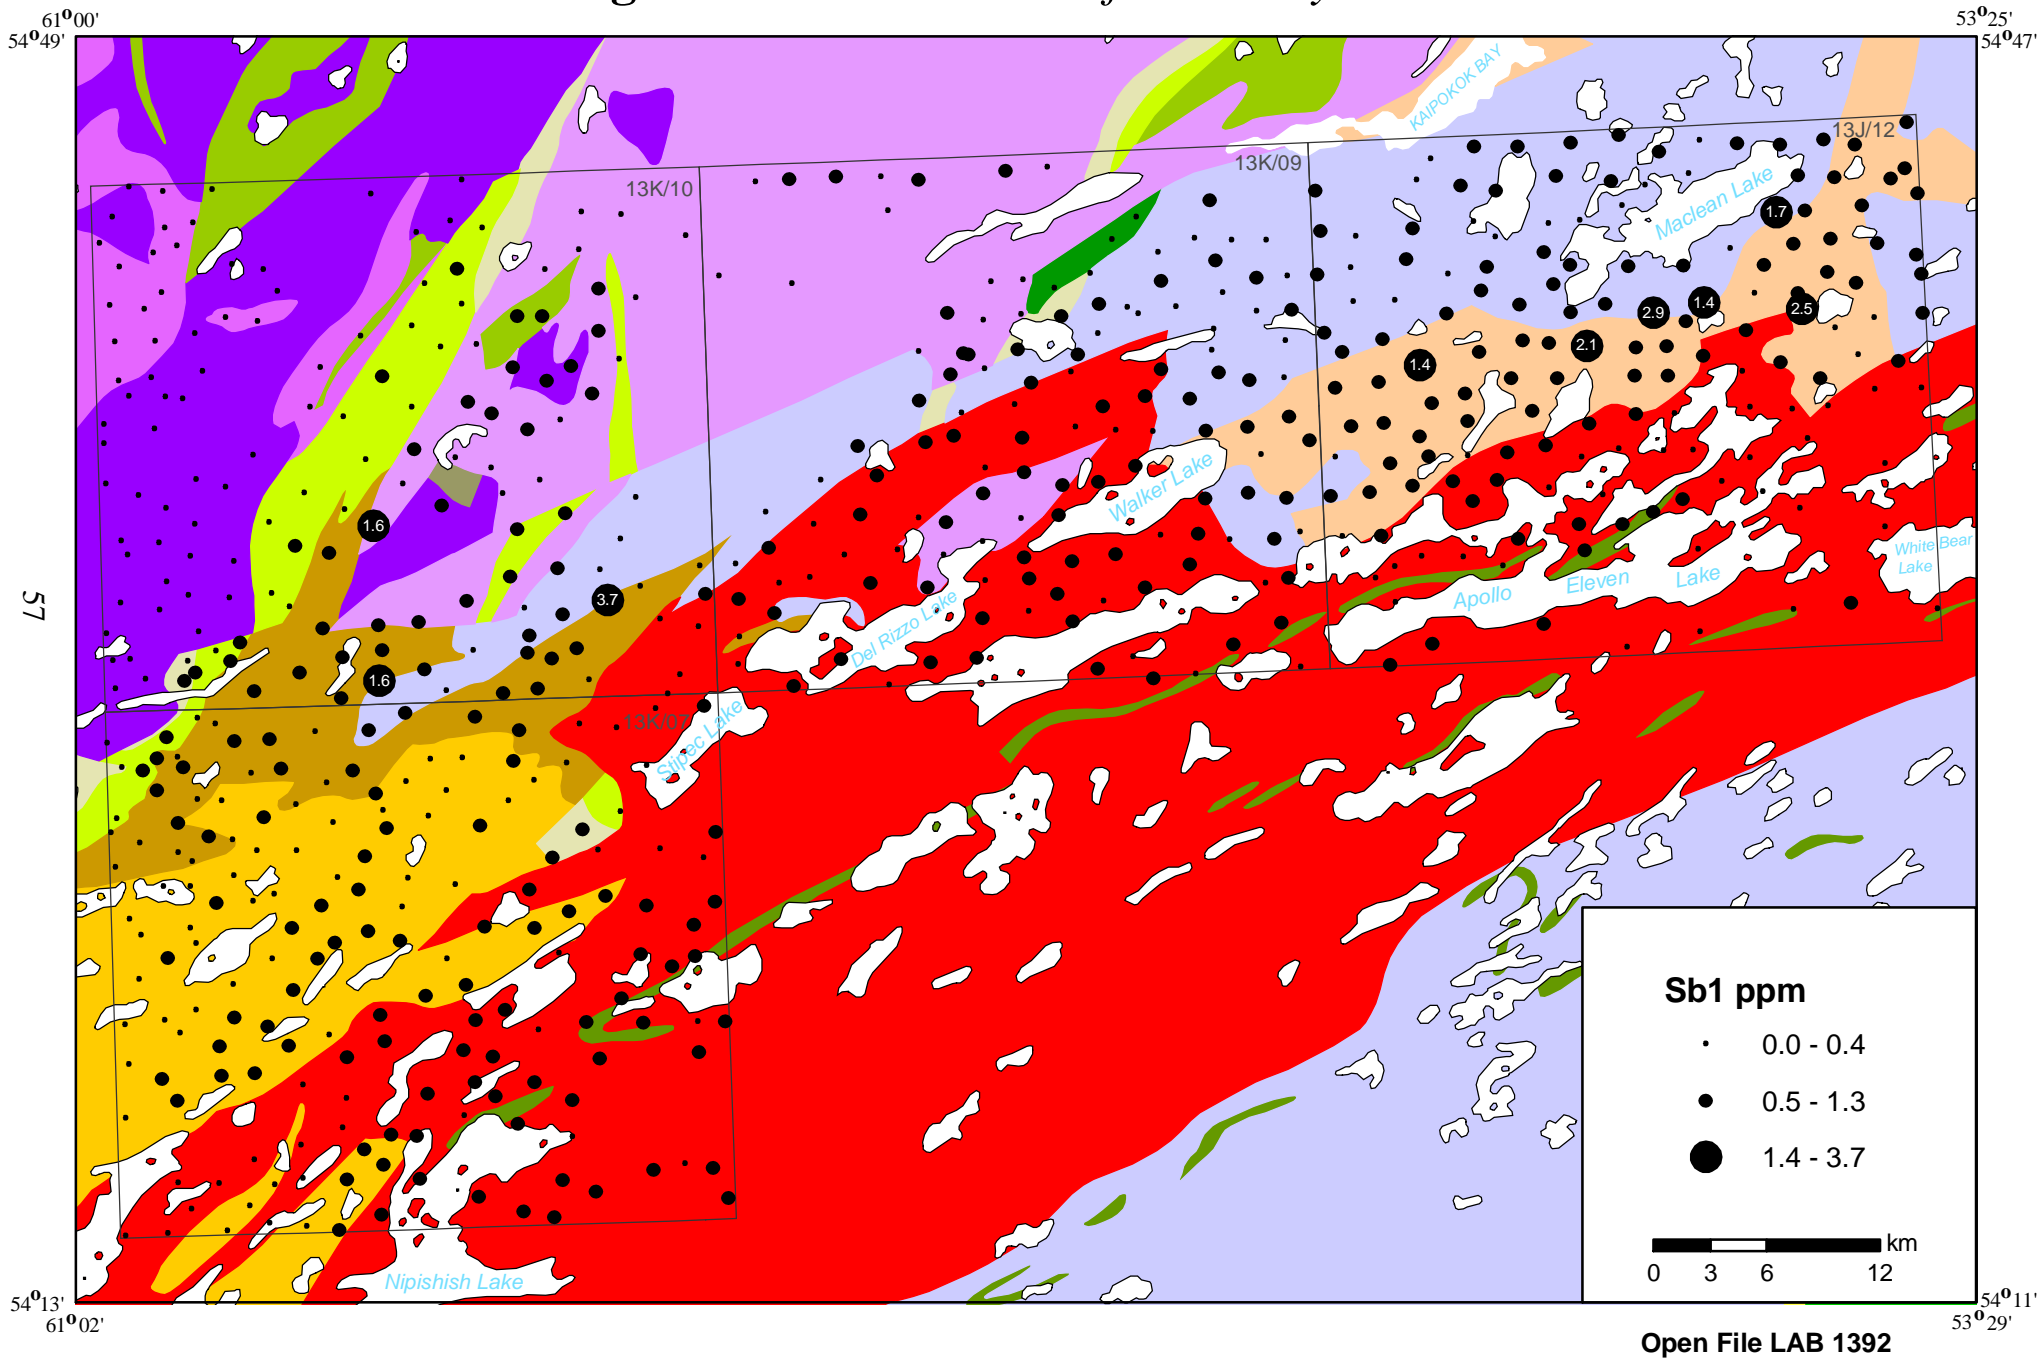 61°00'
53°25'
54°49'
54°47'
KAIPOKOK BAY
13J/12
13K/09
13K/10
Maclean Lake
1.7
1.4
2.9
2.5
2.1
1.4
Walker Lake
1.6
White Bear
Lake
Eleven
Lake
Apollo
3.7
57
Del Rizzo Lake
1.6
13K/07
Stipec Lake
Sb1 ppm
0.0 - 0.4
0.5 - 1.3
1.4 - 3.7
km
0 3 6 12
Nipishish Lake
54°13'
54°11'
61°02'
53°29'
Open File LAB 1392